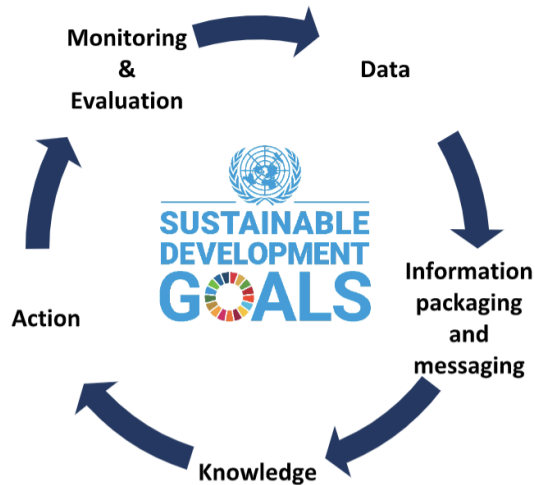 Monitoring
&
Evaluation
Data
SUSTAINABLE
DEVELOPMENT
GOALS
Information
packaging
and
messaging
Action
Knowledge